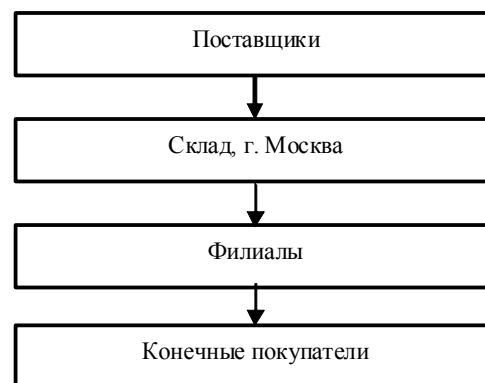 Поставщики
Склад, г. Москва
Филиалы
Конечные покупатели